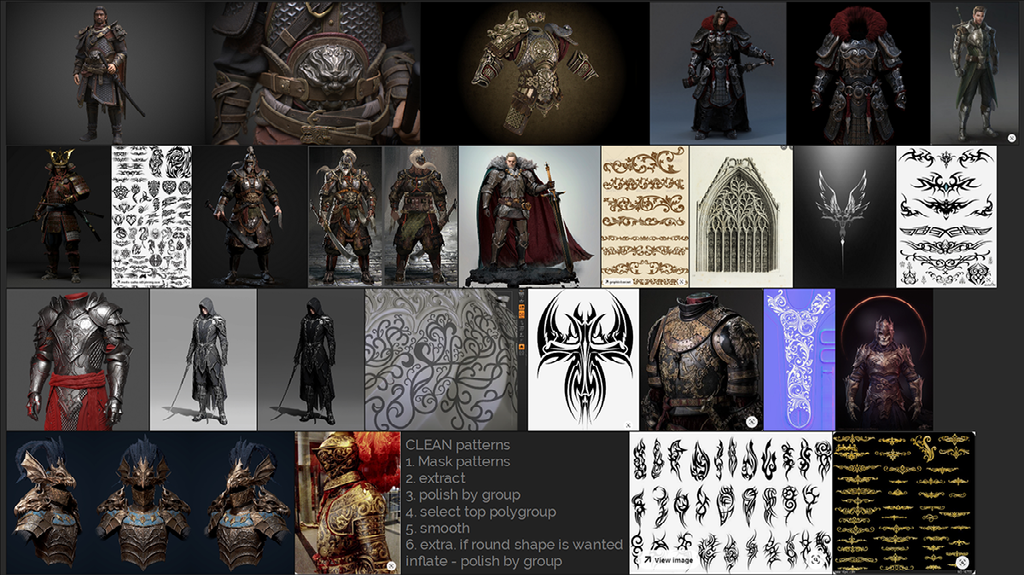 CLEAN patterns
1. Mask patterns
2. extract
3. polish by group
4. select top polygroup
5. smooth
6. extra. if round shape is wanted
inflate - polish by group
View image